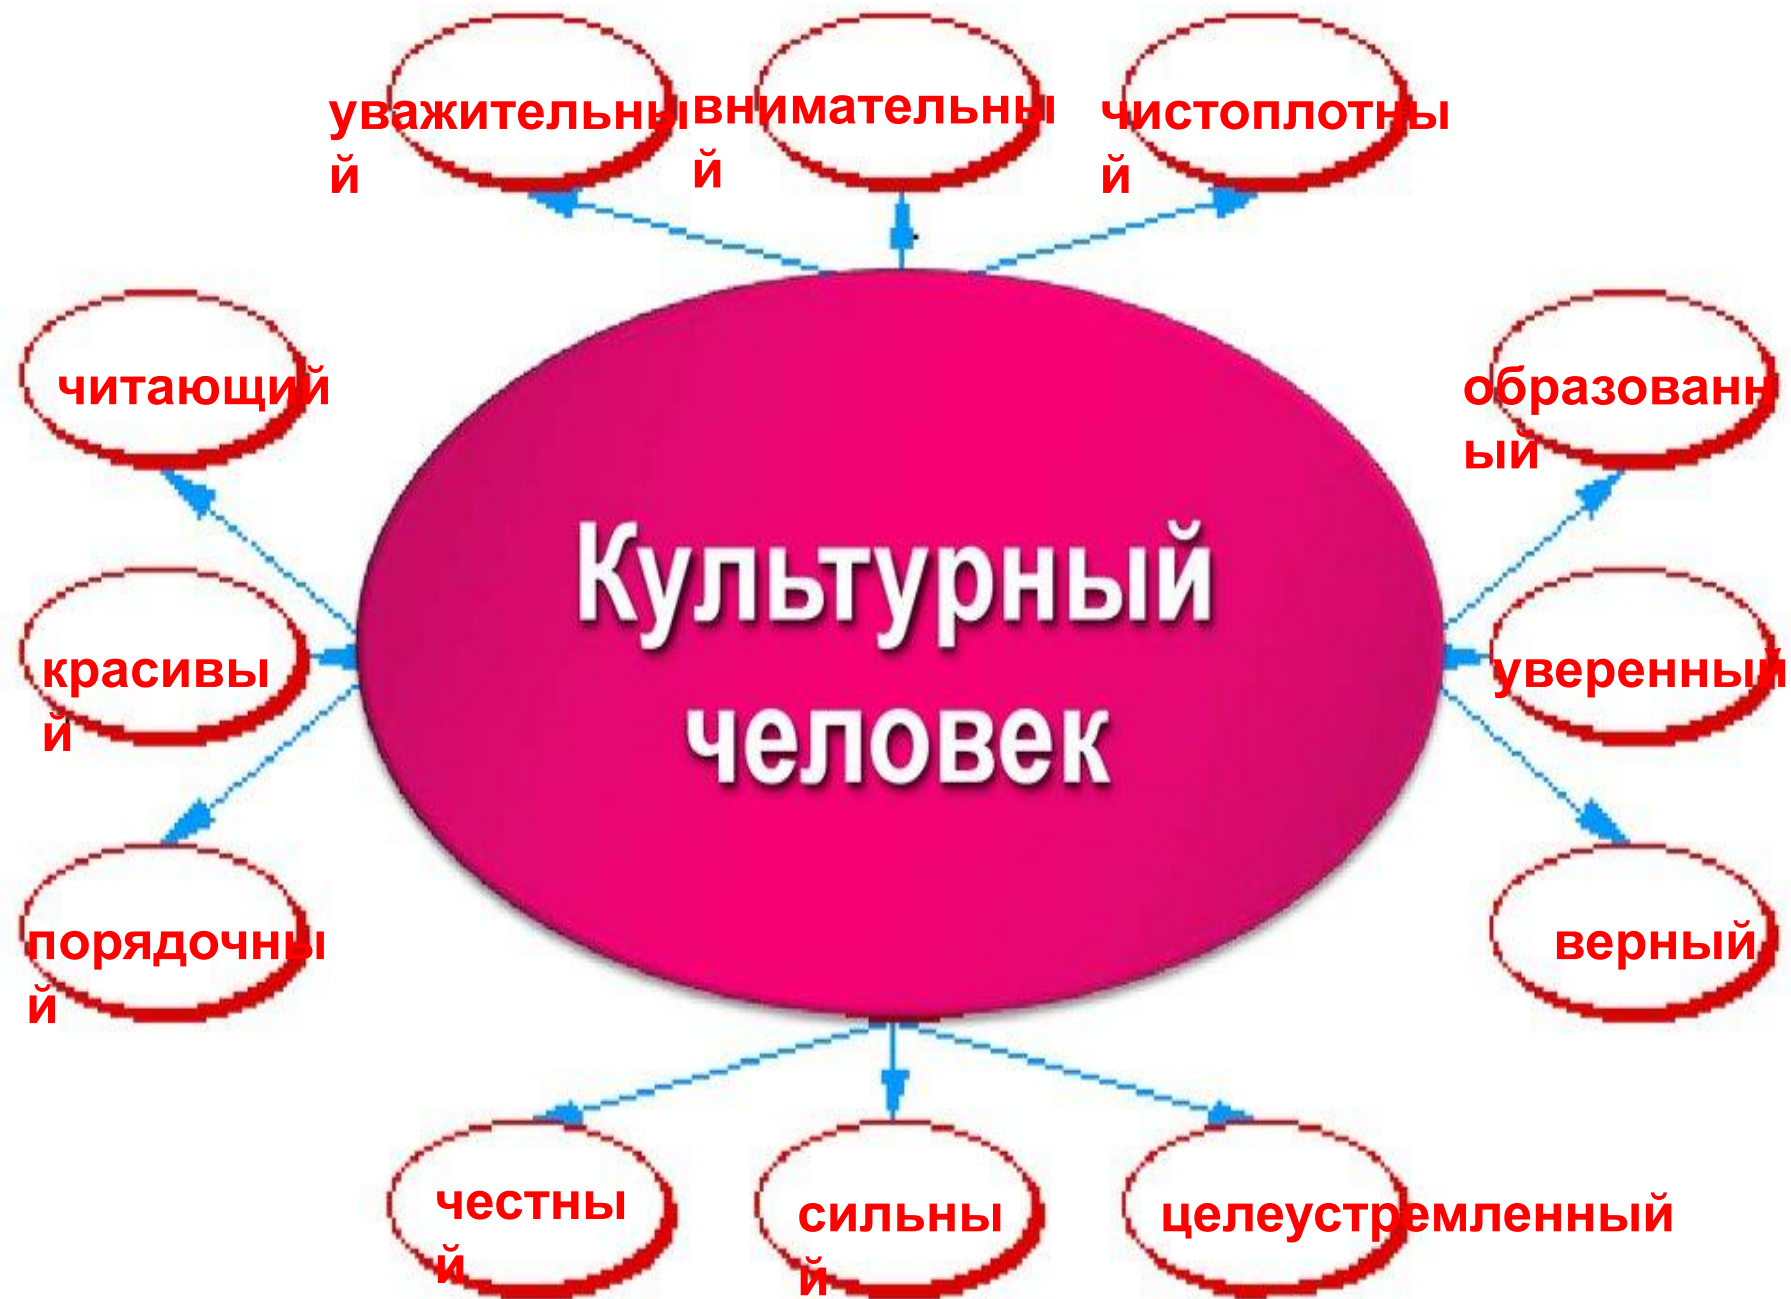 уважительны
й
внимательны
й
чистоплотны
й
читающий
образованн
ый
Культурный
человек
красивы
й
уверенный
порядочны
й
верный
честны
й
сильны
й
целеустремленный